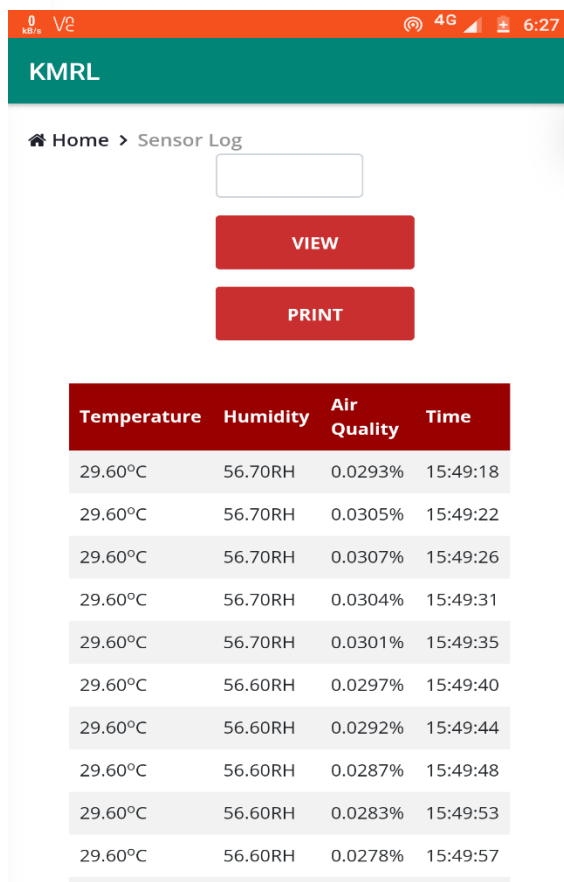 0 kB/s 4G 6:27
KMRL
Home > Sensor Log
VIEW
PRINT
Temperature Humidity Air Quality Time
29.60°C 56.70RH 0.0293% 15:49:18
29.60°C 56.70RH 0.0305% 15:49:22
29.60°C 56.70RH 0.0307% 15:49:26
29.60°C 56.70RH 0.0304% 15:49:31
29.60°C 56.70RH 0.0301% 15:49:35
29.60°C 56.60RH 0.0297% 15:49:40
29.60°C 56.60RH 0.0292% 15:49:44
29.60°C 56.60RH 0.0287% 15:49:48
29.60°C 56.60RH 0.0283% 15:49:53
29.60°C 56.60RH 0.0278% 15:49:57